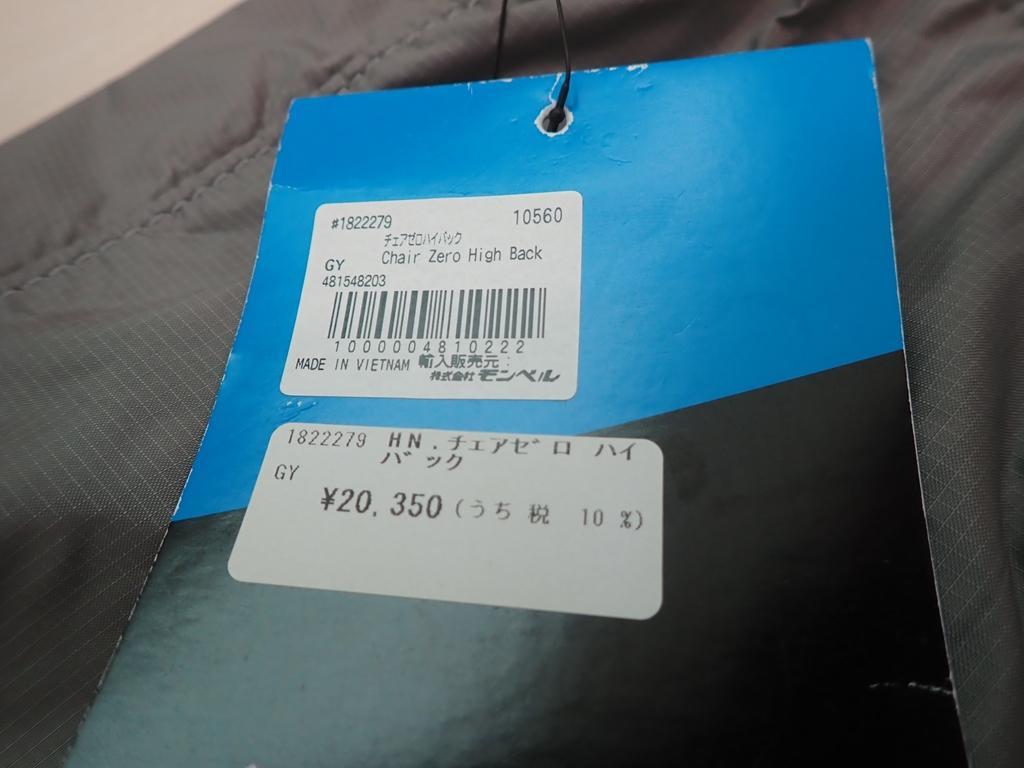 #1822279 10560
チェアゼロハイバック
GY Chair Zero High Back
481548203
1000004810222
MADE IN VIETNAM 輸入販売元:
株式会社 モンベル
1822279 HN.チェアゼロ ハイ
バック
GY
¥20,350(うち税 10 %)